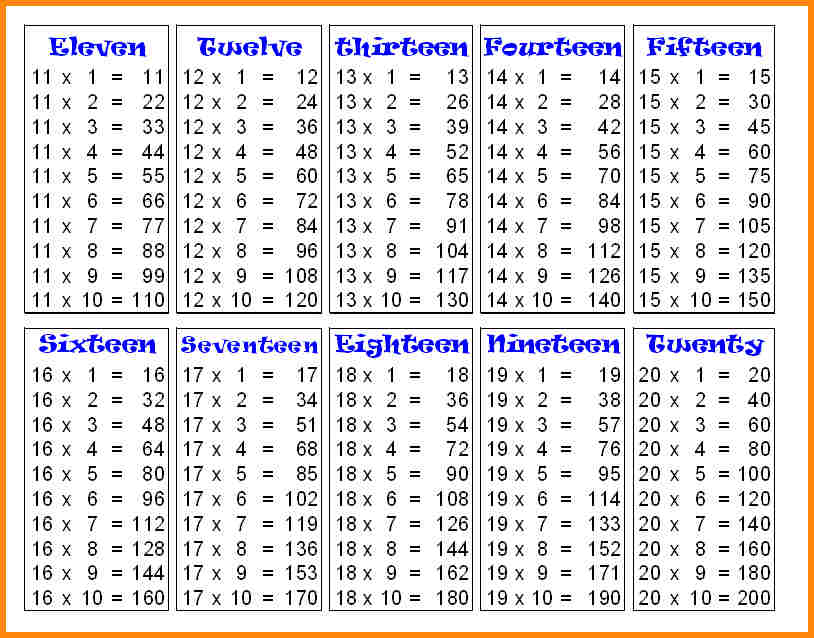 Eleven
11 x 1 = 11
11 x 2 = 22
11 x 3 = 33
11 x 4 = 44
11 x 5 = 55
11 x 6 = 66
11 x 7 = 77
11 x 8 = 88
11 x 9 = 99
11 x 10 = 110
Twelve
12 x 1 = 12
12 x 2 = 24
12 x 3 = 36
12 x 4 = 48
12 x 5 = 60
12 x 6 = 72
12 x 7 = 84
12 x 8 = 96
12 x 9 = 108
12 x 10 = 120
thirteen
13 x 1 = 13
13 x 2 = 26
13 x 3 = 39
13 x 4 = 52
13 x 5 = 65
13 x 6 = 78
13 x 7 = 91
13 x 8 = 104
13 x 9 = 117
13 x 10 = 130
Fourteen
14 x 1 = 14
14 x 2 = 28
14 x 3 = 42
14 x 4 = 56
14 x 5 = 70
14 x 6 = 84
14 x 7 = 98
14 x 8 = 112
14 x 9 = 126
14 x 10 = 140
Fifteen
15 x 1 = 15
15 x 2 = 30
15 x 3 = 45
15 x 4 = 60
15 x 5 = 75
15 x 6 = 90
15 x 7 = 105
15 x 8 = 120
15 x 9 = 135
15 x 10 = 150
Sixteen
16 x 1 = 16
16 x 2 = 32
16 x 3 = 48
16 x 4 = 64
16 x 5 = 80
16 x 6 = 96
16 x 7 = 112
16 x 8 = 128
16 x 9 = 144
16 x 10 = 160
Seventeen
17 x 1 = 17
17 x 2 = 34
17 x 3 = 51
17 x 4 = 68
17 x 5 = 85
17 x 6 = 102
17 x 7 = 119
17 x 8 = 136
17 x 9 = 153
17 x 10 = 170
Eighteen
18 x 1 = 18
18 x 2 = 36
18 x 3 = 54
18 x 4 = 72
18 x 5 = 90
18 x 6 = 108
18 x 7 = 126
18 x 8 = 144
18 x 9 = 162
18 x 10 = 180
Nineteen
19 x 1 = 19
19 x 2 = 38
19 x 3 = 57
19 x 4 = 76
19 x 5 = 95
19 x 6 = 114
19 x 7 = 133
19 x 8 = 152
19 x 9 = 171
19 x 10 = 190
Twenty
20 x 1 = 20
20 x 2 = 40
20 x 3 = 60
20 x 4 = 80
20 x 5 = 100
20 x 6 = 120
20 x 7 = 140
20 x 8 = 160
20 x 9 = 180
20 x 10 = 200